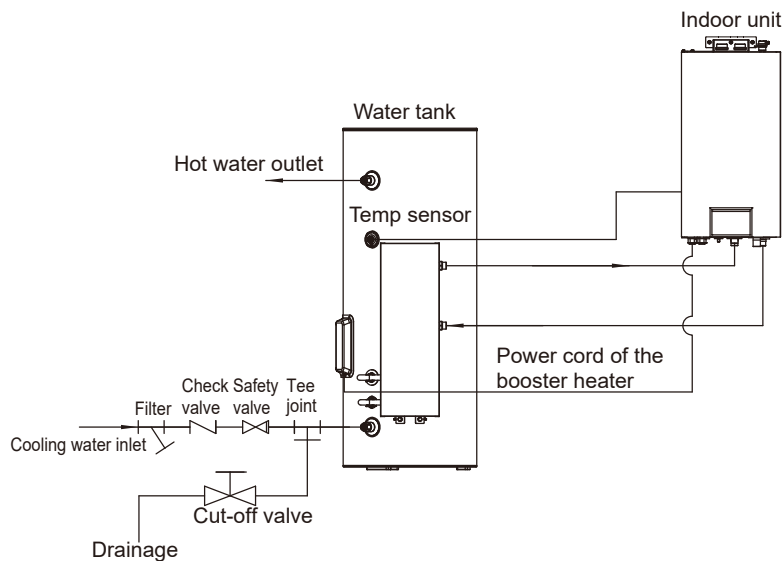 Indoor unit
Water tank
Hot water outlet
Temp sensor
Power cord of the
booster heater
Filter
Check
valve
Safety
valve
Tee
joint
Cooling water inlet
Cut-off valve
Drainage